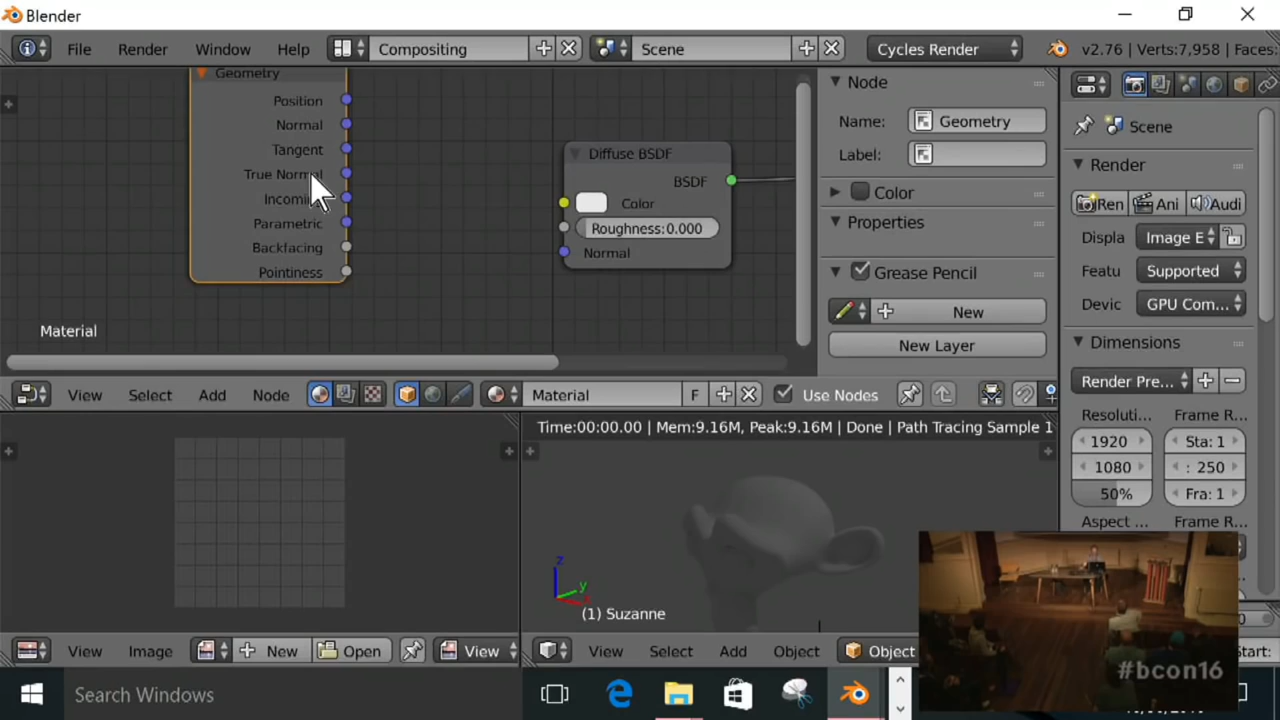 Blender
File Render Window Help Compositing Scene Cycles Render v2.76 | Verts:7,958 | Faces:
Geometry
Position
Normal
Tangent
True Normal
Parametric
Backfacing
Pointiness
Diffuse BSDF
BSDF
Color
Roughness:0.000
Normal
Material
Node
Name: Geometry
Label:
Color
Properties
Grease Pencil
New
New Layer
Scene
Render
Ren Ani Audi
Displa Image E
Featu Supported
Devic GPU Com...
Dimensions
Render Pre...
Resoluti... Frame R...
1920 Sta: 1
1080 : 250
50% Fra: 1
Aspect ... Frame R...
View Select Add Node Material F Use Nodes
Time:00:00.00 | Mem:9.16M, Peak:9.16M | Done | Path Tracing Sample 1
z
y
(1) Suzanne
View Image New Open View
View Select Add Object Object
Start:
#bcon16
Search Windows